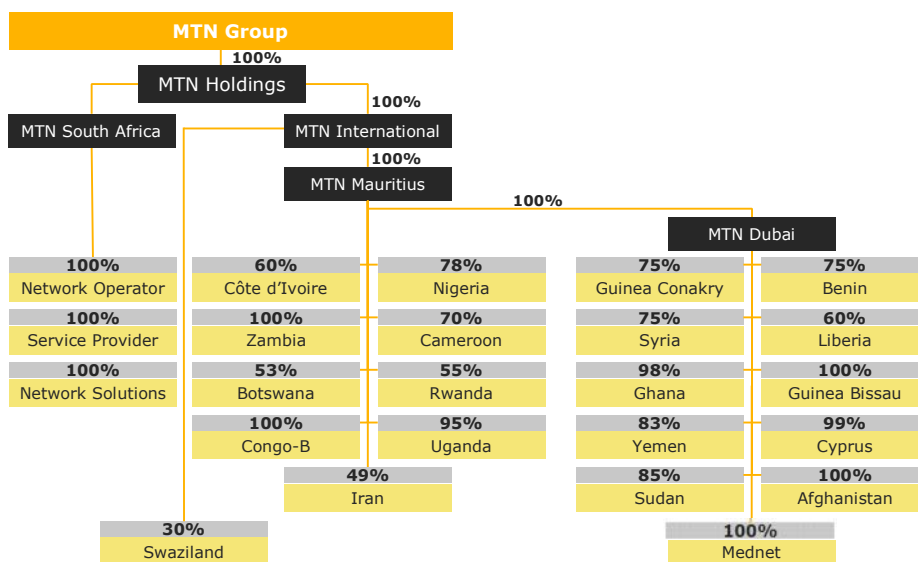 MTN Group
100%
MTN Holdings
100%
MTN South Africa
MTN International
100%
MTN Mauritius
100%
MTN Dubai
100%
Network Operator
60%
Côte d’Ivoire
78%
Nigeria
75%
Guinea Conakry
75%
Benin
100%
Service Provider
100%
Zambia
70%
Cameroon
75%
Syria
60%
Liberia
100%
Network Solutions
53%
Botswana
55%
Rwanda
98%
Ghana
100%
Guinea Bissau
100%
Congo-B
95%
Uganda
83%
Yemen
99%
Cyprus
49%
Iran
85%
Sudan
100%
Afghanistan
30%
Swaziland
100%
Mednet